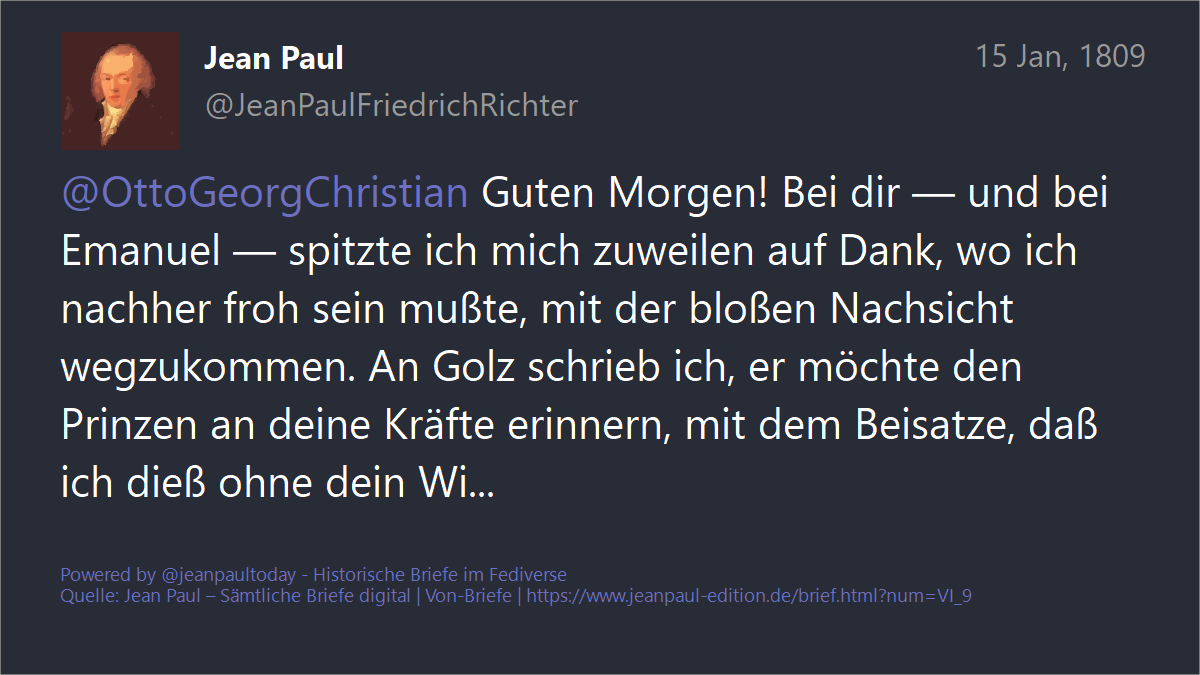 Jean Paul
15 Jan, 1809
@JeanPaulFriedrichRichter
@OttoGeorgChristian Guten Morgen! Bei dir — und bei
Emanuel — spitzte ich mich zuweilen auf Dank, wo ich
nachher froh sein mußte, mit der bloßen Nachsicht
wegzukommen. An Golz schrieb ich, er möchte den
Prinzen an deine Kräfte erinnern, mit dem Beisatze, daß
ich dieß ohne dein Wi...
Powered by @jeanpaultoday - Historische Briefe im Fediverse
Quelle: Jean Paul – Sämtliche Briefe digital | Von-Briefe | https://www.jeanpaul-edition.de/brief.html?num=VI_9